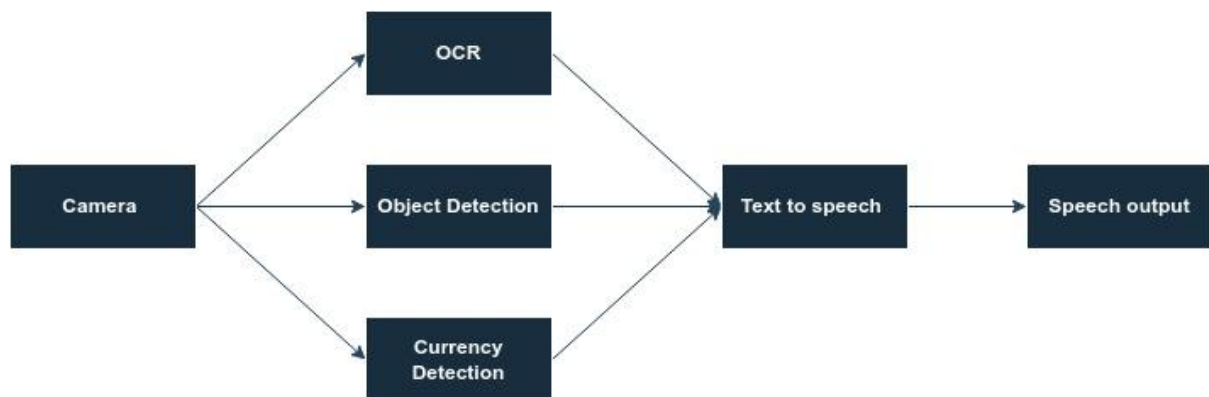 OCR
Camera
Object Detection
Text to speech
Speech output
Currency
Detection